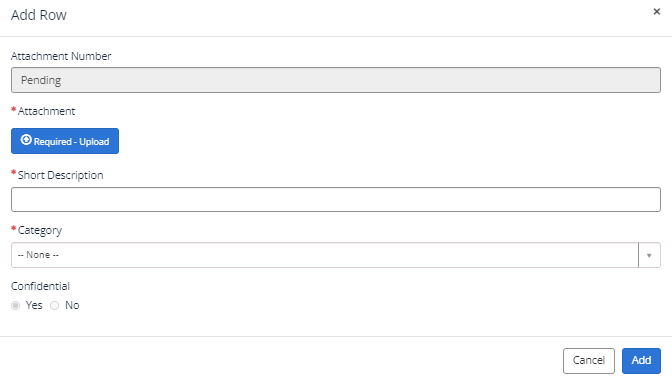 Add Row
×
Attachment Number
Pending
* Attachment
Required - Upload
* Short Description
* Category
-- None --
Confidential
Yes No
Cancel Add